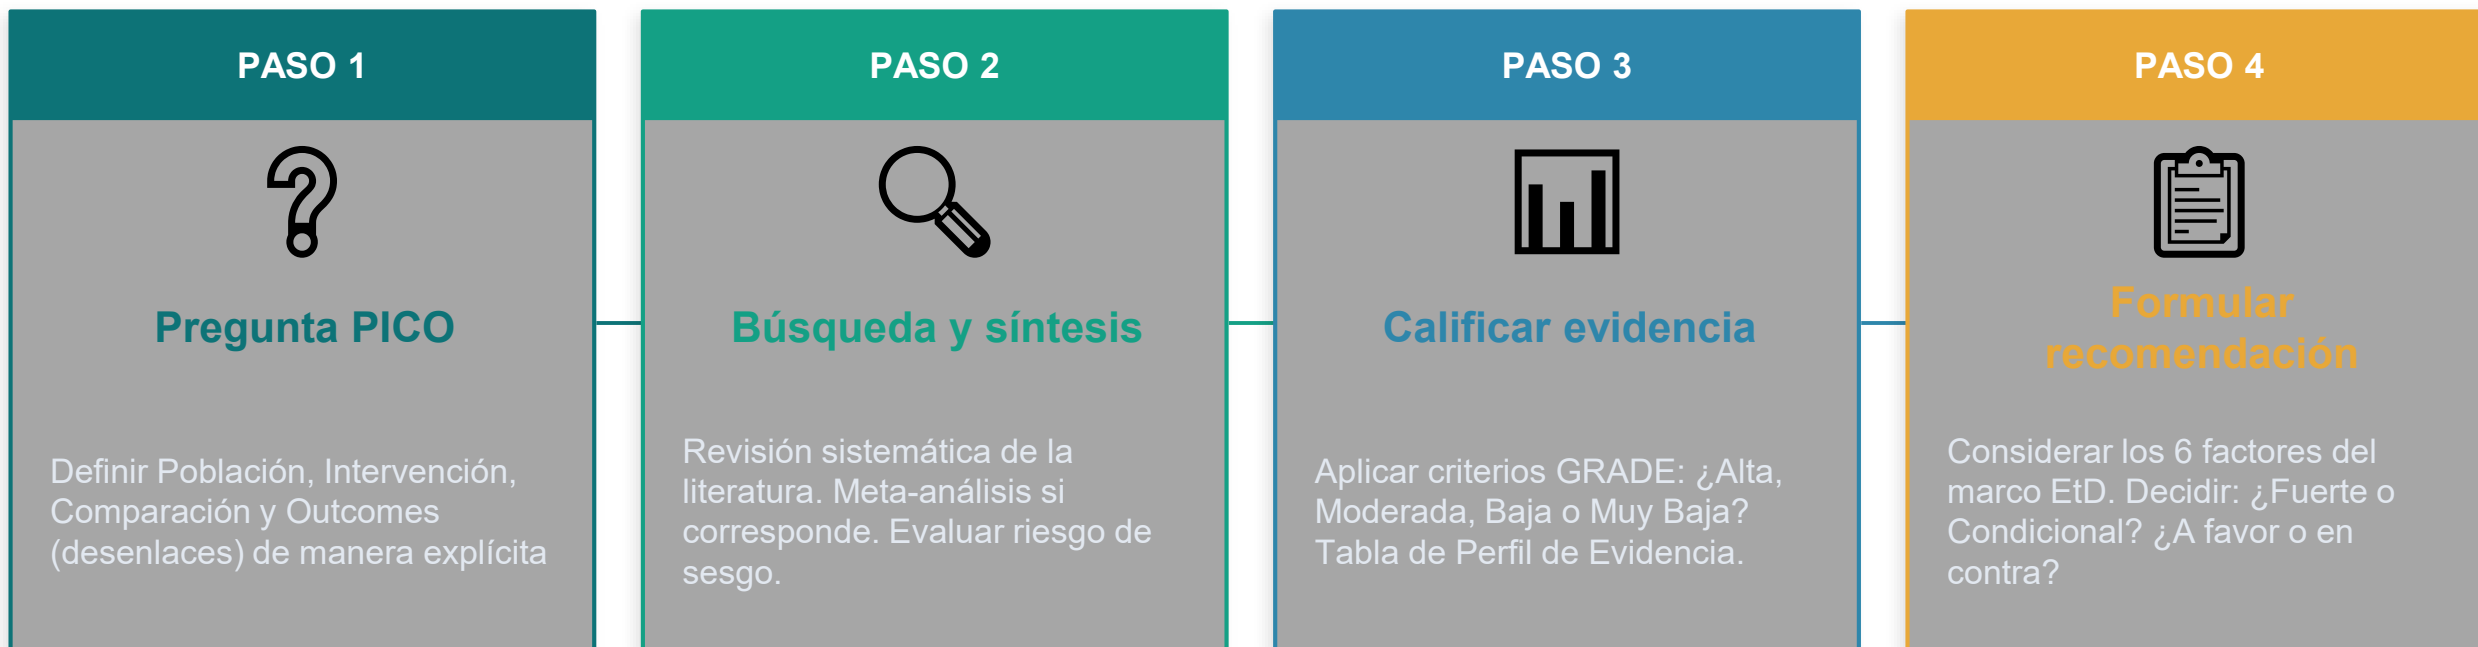 PASO 1
Pregunta PICO
Definir Población, Intervención,
Comparación y Outcomes
(desenlaces) de manera explícita
PASO 2
Búsqueda y síntesis
Revisión sistemática de la
literatura. Meta-análisis si
corresponde. Evaluar riesgo de
sesgo.
PASO 3
Calificar evidencia
Aplicar criterios GRADE: ¿Alta,
Moderada, Baja o Muy Baja?
Tabla de Perfil de Evidencia.
PASO 4
Formular
recomendación
Considerar los 6 factores del
marco EtD. Decidir: ¿Fuerte o
Condicional? ¿A favor o en
contra?